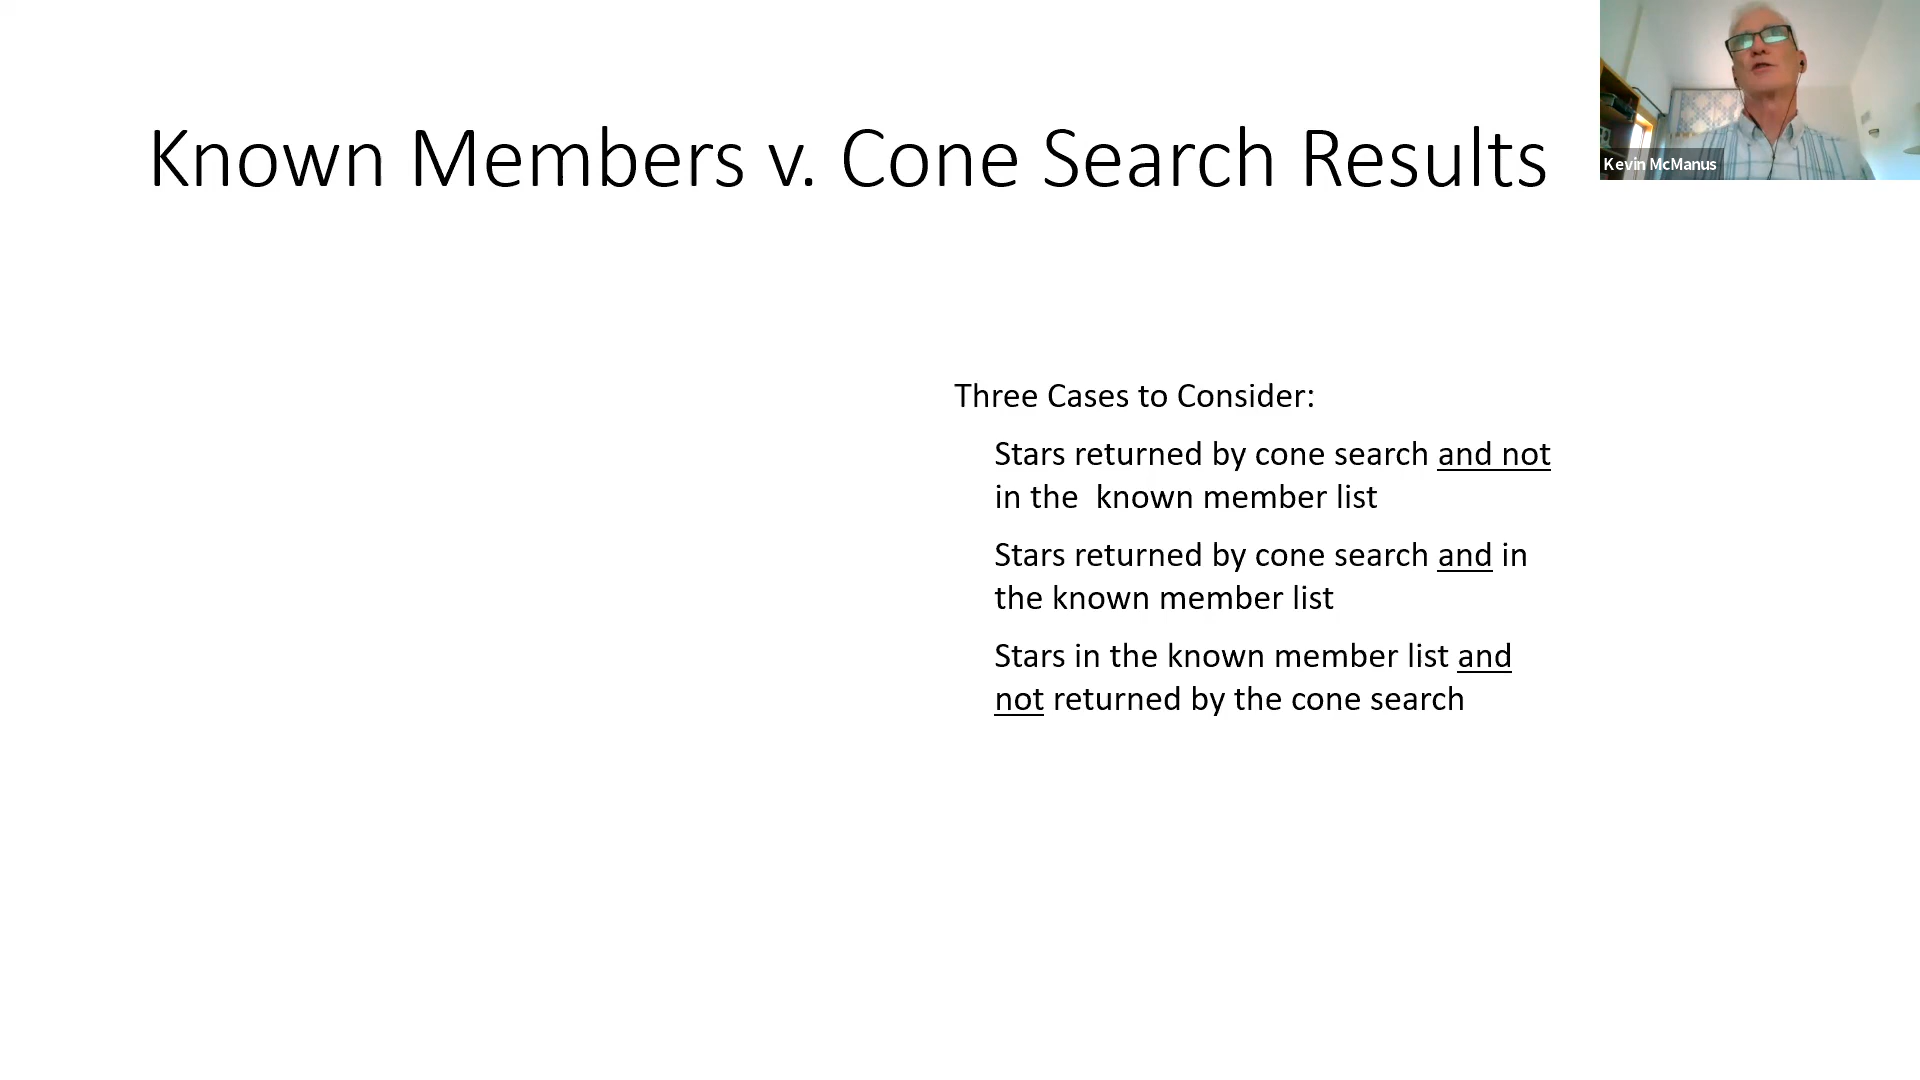 Known Members v. Cone Search Results
Kevin McManus
Three Cases to Consider:
Stars returned by cone search and not
in the  known member list
Stars returned by cone search and in
the known member list
Stars in the known member list and
not returned by the cone search